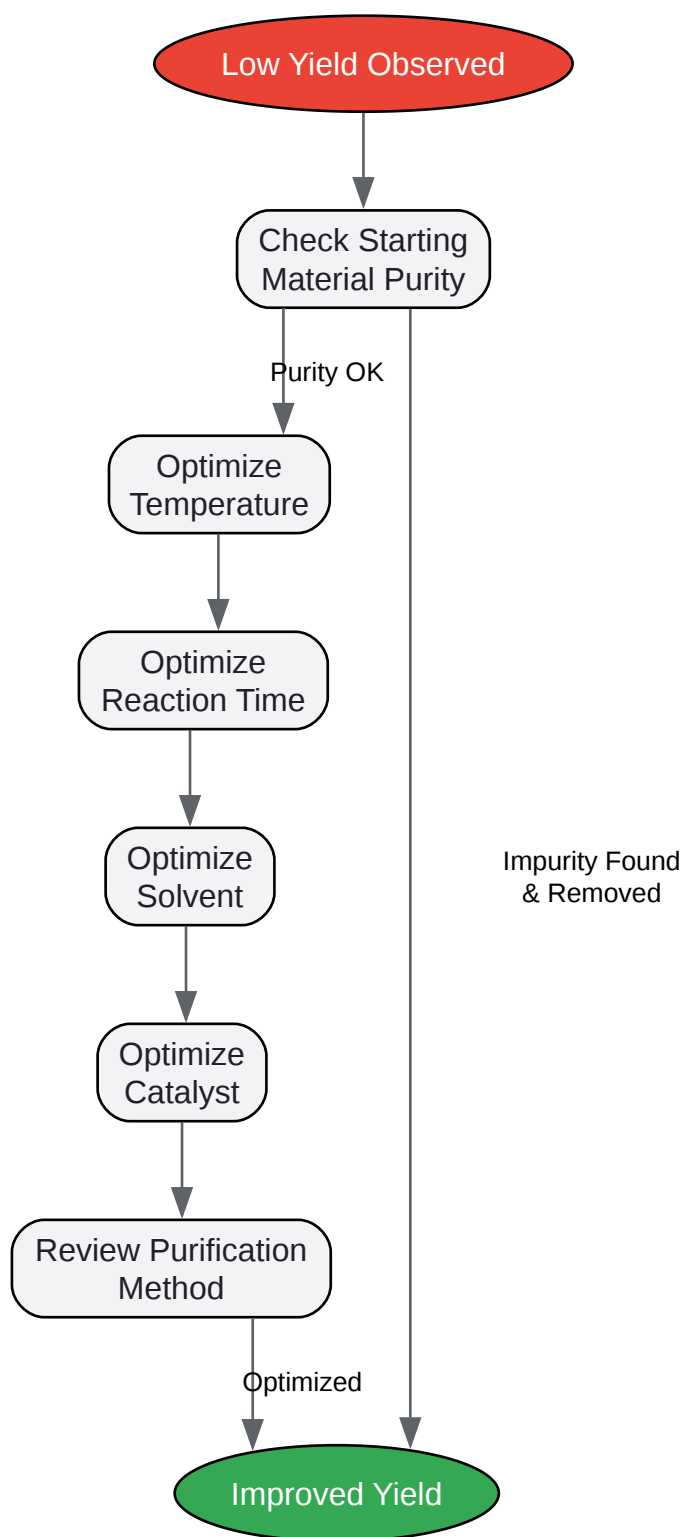 Low Yield Observed
Check Starting
Material Purity
Purity OK
Optimize
Temperature
Optimize
Reaction Time
Optimize
Solvent
Impurity Found
& Removed
Optimize
Catalyst
Review Purification
Method
Optimized
Improved Yield